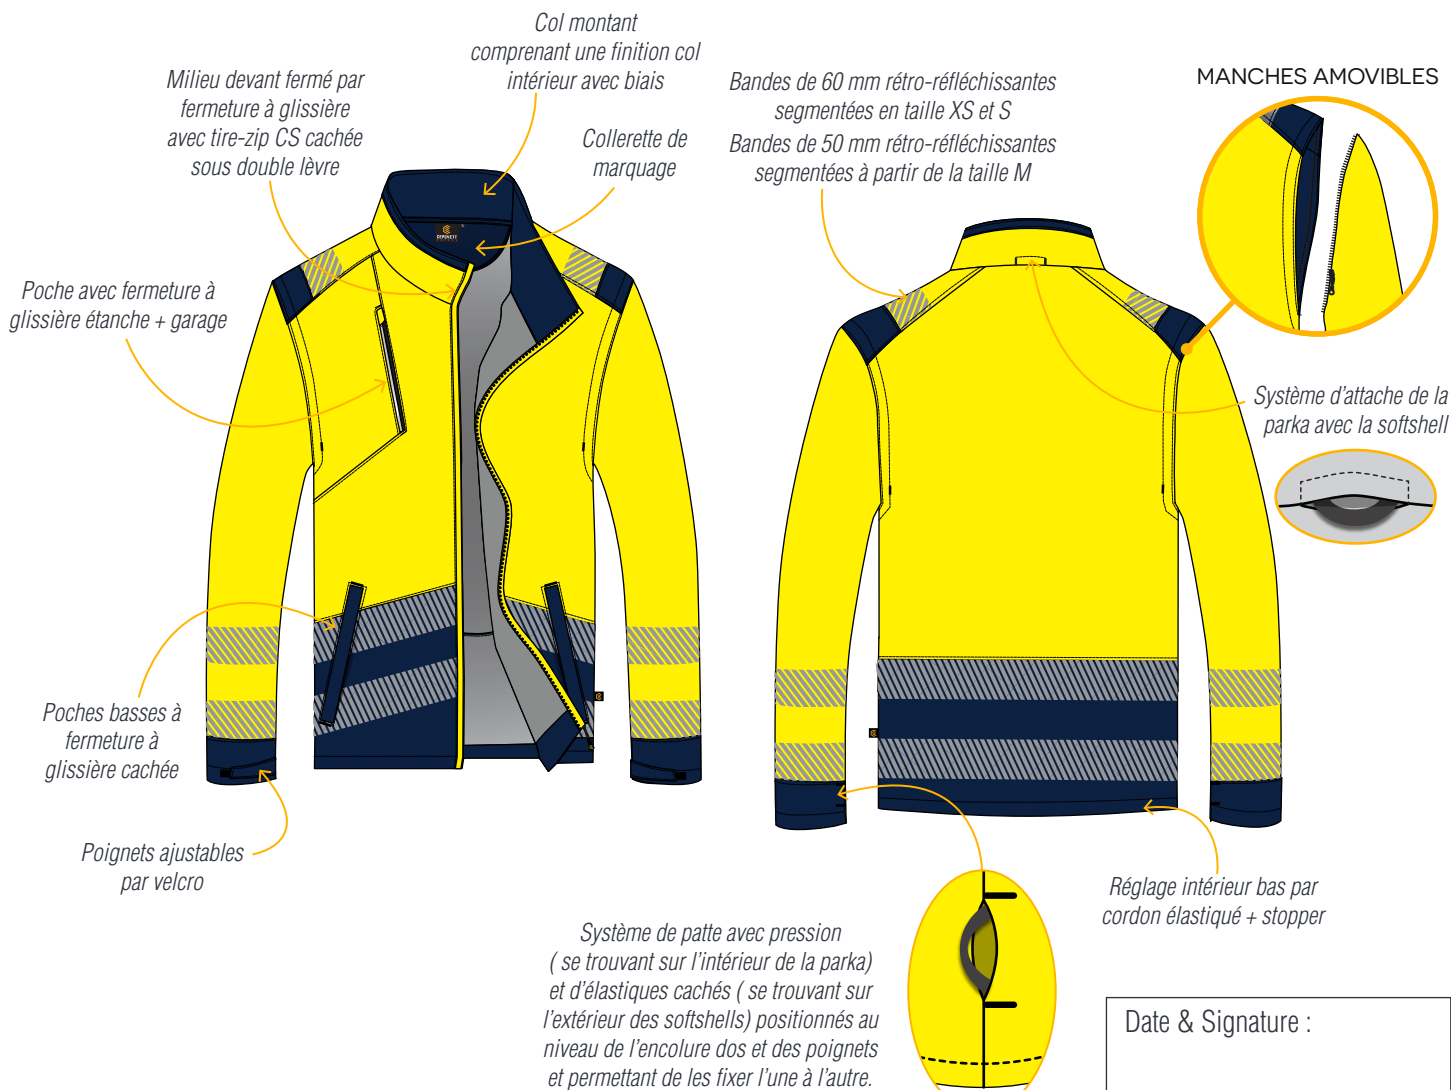 Col montant
comprenant une finition col
intérieur avec biais
Milieu devant fermé par
fermeture à glissière
avec tire-zip CS cachée
sous double lèvre
Collerette de
marquage
Bandes de 60 mm rétro-réfléchissantes
segmentées en taille XS et S
Bandes de 50 mm rétro-réfléchissantes
segmentées à partir de la taille M
MANCHES AMOVIBLES
CEPOVETT
Poche avec fermeture à
glissière étanche + garage
Système d'attache de la
parka avec la softshell
Poches basses à
fermeture à
glissière cachée
Poignets ajustables
par velcro
Réglage intérieur bas par
cordon élastiqué + stopper
Système de patte avec pression
( se trouvant sur l'intérieur de la parka)
et d'élastiques cachés ( se trouvant sur
l'extérieur des softshells) positionnés au
niveau de l'encolure dos et des poignets
et permettant de les fixer l'une à l'autre.
Date & Signature :